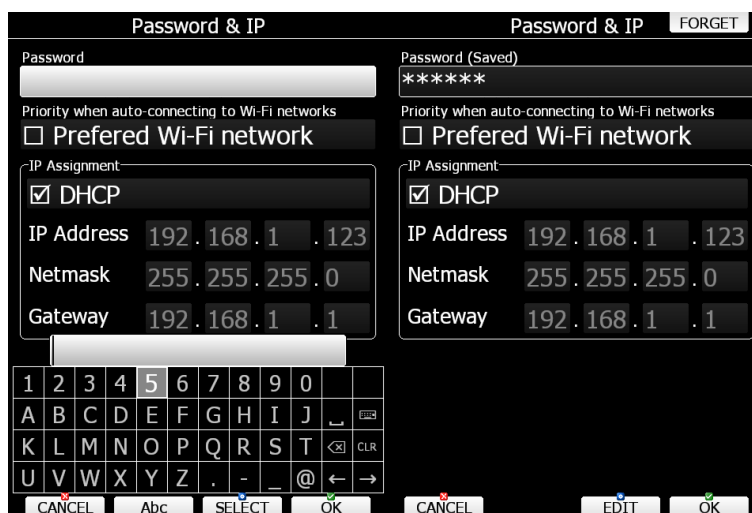 Password & IP
Password
Priority when auto-connecting to Wi-Fi networks
Prefered Wi-Fi network
IP Assignment
DHCP
IP Address 192 . 168 . 1 . 123
Netmask 255 . 255 . 255 . 0
Gateway 192 . 168 . 1 . 1
1 2 3 4 5 6 7 8 9 0
A B C D E F G H I J ⎵
K L M N O P Q R S T CLR
U V W X Y Z . - _ @ ← →
CANCEL Abc SELECT OK
Password & IP FORGET
Password (Saved)
******
Priority when auto-connecting to Wi-Fi networks
Prefered Wi-Fi network
IP Assignment
DHCP
IP Address 192 . 168 . 1 . 123
Netmask 255 . 255 . 255 . 0
Gateway 192 . 168 . 1 . 1
CANCEL EDIT OK